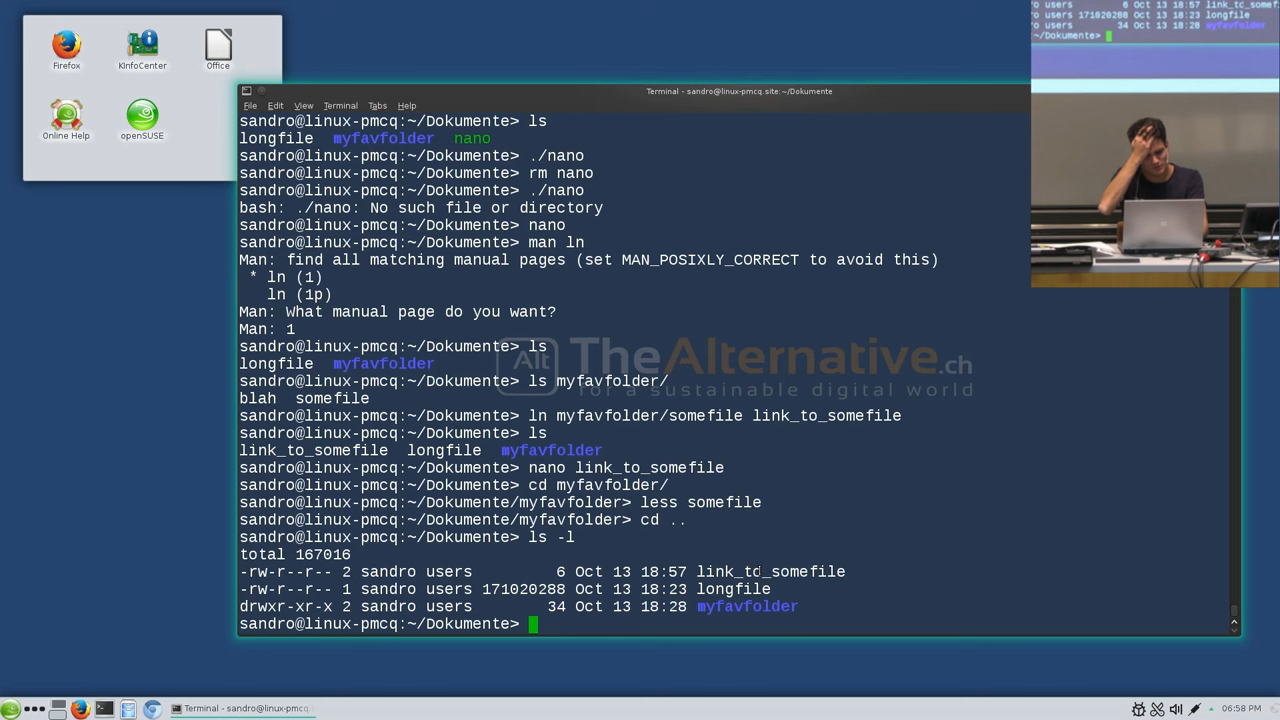 Firefox
KInfoCenter
Office
Online Help
openSUSE
Terminal - sandro@linux-pmcq.site:~/Dokumente
File Edit View Terminal Tabs Help
sandro@linux-pmcq:~/Dokumente> ls
longfile myfavfolder nano
sandro@linux-pmcq:~/Dokumente> ./nano
sandro@linux-pmcq:~/Dokumente> rm nano
sandro@linux-pmcq:~/Dokumente> ./nano
bash: ./nano: No such file or directory
sandro@linux-pmcq:~/Dokumente> nano
sandro@linux-pmcq:~/Dokumente> man ln
Man: find all matching manual pages (set MAN_POSIXLY_CORRECT to avoid this)
* ln (1)
ln (1p)
Man: What manual page do you want?
Man: 1
sandro@linux-pmcq:~/Dokumente> ls
longfile myfavfolder
sandro@linux-pmcq:~/Dokumente> ls myfavfolder/
blah somefile
sandro@linux-pmcq:~/Dokumente> ln myfavfolder/somefile link_to_somefile
sandro@linux-pmcq:~/Dokumente> ls
link_to_somefile longfile myfavfolder
sandro@linux-pmcq:~/Dokumente> nano link_to_somefile
sandro@linux-pmcq:~/Dokumente> cd myfavfolder/
sandro@linux-pmcq:~/Dokumente/myfavfolder> less somefile
sandro@linux-pmcq:~/Dokumente/myfavfolder> cd ..
sandro@linux-pmcq:~/Dokumente> ls -l
total 167016
-rw-r--r-- 2 sandro users 6 Oct 13 18:57 link_to_somefile
-rw-r--r-- 1 sandro users 171020288 Oct 13 18:23 longfile
drwxr-xr-x 2 sandro users 34 Oct 13 18:28 myfavfolder
sandro@linux-pmcq:~/Dokumente>
Alt TheAlternative.ch
for a sustainable digital world
ro users 6 Oct 13 18:57 link_to_somef
ro users 171020288 Oct 13 18:23 longfile
ro users 34 Oct 13 18:28 myfavfolder
~/Dokumente>
Terminal - sandro@linux-pmcq.
06:58 PM